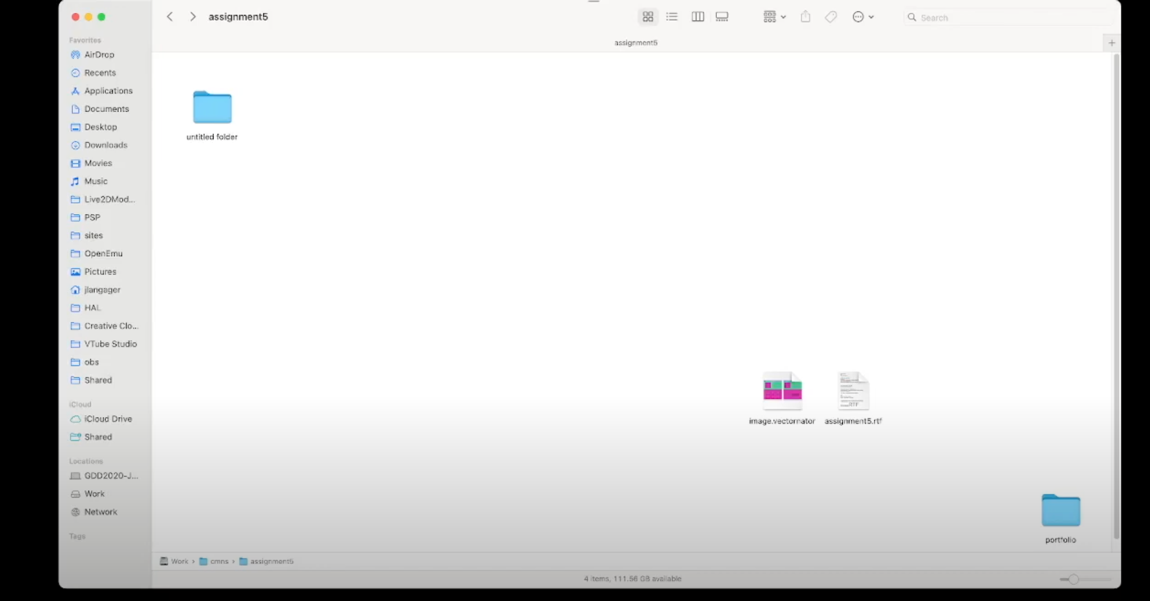 assignment5
Search
assignment5
Favorites
AirDrop
Recents
Applications
Documents
Desktop
Downloads
Movies
Music
Live2DMod...
PSP
sites
OpenEmu
Pictures
jlangager
HAL
Creative Clo...
VTube Studio
obs
Shared
iCloud
iCloud Drive
Shared
Locations
GDD2020-J...
Work
Network
Tags
untitled folder
image.vectornator
assignment5.rtf
portfolio
Work › cmns › assignment5
4 items, 111.56 GB available